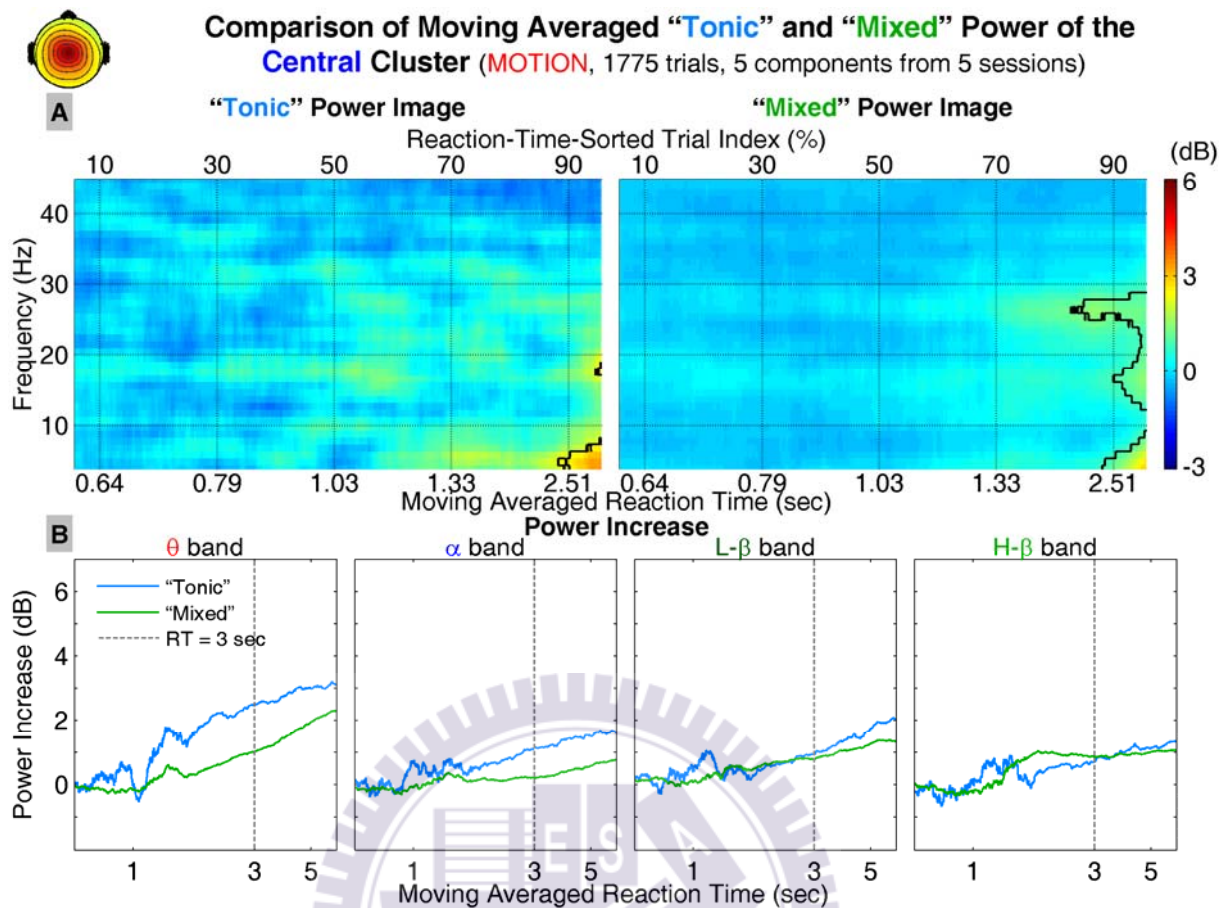 Comparison of Moving Averaged “Tonic” and “Mixed” Power of the
Central Cluster (MOTION, 1775 trials, 5 components from 5 sessions)
A
“Tonic” Power Image
“Mixed” Power Image
Reaction-Time-Sorted Trial Index (%)
(dB)
10 30 50 70 90
10 30 50 70 90
6
3
0
-3
Frequency (Hz)
40
30
20
10
0.64 0.79 1.03 1.33 2.51
0.64 0.79 1.03 1.33 2.51
Moving Averaged Reaction Time (sec)
B
Power Increase
θ band
α band
L-β band
H-β band
“Tonic”
“Mixed”
RT = 3 sec
Power Increase (dB)
6
4
2
0
E S A
1 3 5
1 3 5
1 3 5
1 3 5
Moving Averaged Reaction Time (sec)